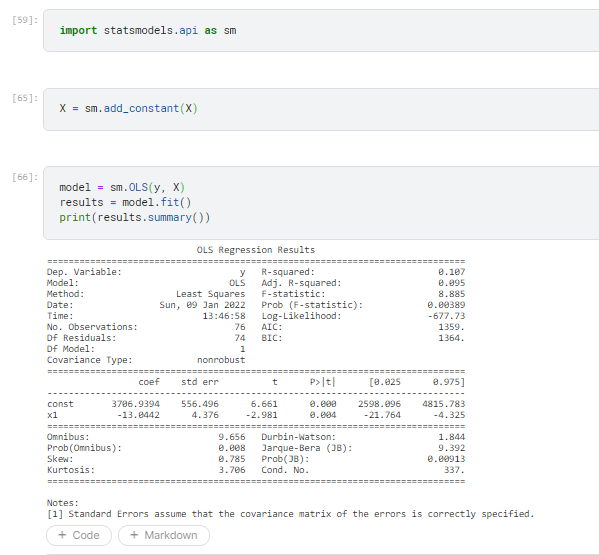 [59]:
import statsmodels.api as sm
[65]:
X = sm.add_constant(X)
[66]:
model = sm.OLS(y, X)
results = model.fit()
print(results.summary())
OLS Regression Results
==============================================================================
Dep. Variable: y R-squared: 0.107
Model: OLS Adj. R-squared: 0.095
Method: Least Squares F-statistic: 8.885
Date: Sun, 09 Jan 2022 Prob (F-statistic): 0.00389
Time: 13:46:58 Log-Likelihood: -677.73
No. Observations: 76 AIC: 1359.
Df Residuals: 74 BIC: 1364.
Df Model: 1
Covariance Type: nonrobust
==============================================================================
coef std err t P>|t| [0.025 0.975]
------------------------------------------------------------------------------
const 3706.9394 556.496 6.661 0.000 2598.096 4815.783
x1 -13.0442 4.376 -2.981 0.004 -21.764 -4.325
==============================================================================
Omnibus: 9.656 Durbin-Watson: 1.844
Prob(Omnibus): 0.008 Jarque-Bera (JB): 9.392
Skew: 0.785 Prob(JB): 0.00913
Kurtosis: 3.706 Cond. No. 337.
==============================================================================
Notes:
[1] Standard Errors assume that the covariance matrix of the errors is correctly specified.
+ Code + Markdown